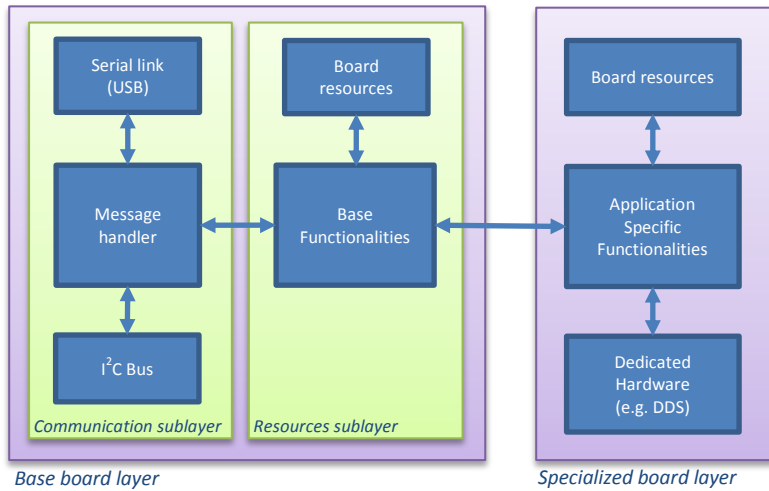 Serial link
(USB)
Message
handler
I²C Bus
Communication sublayer
Board
resources
Base
Functionalities
Resources sublayer
Base board layer
Board resources
Application
Specific
Functionalities
Dedicated
Hardware
(e.g. DDS)
Specialized board layer